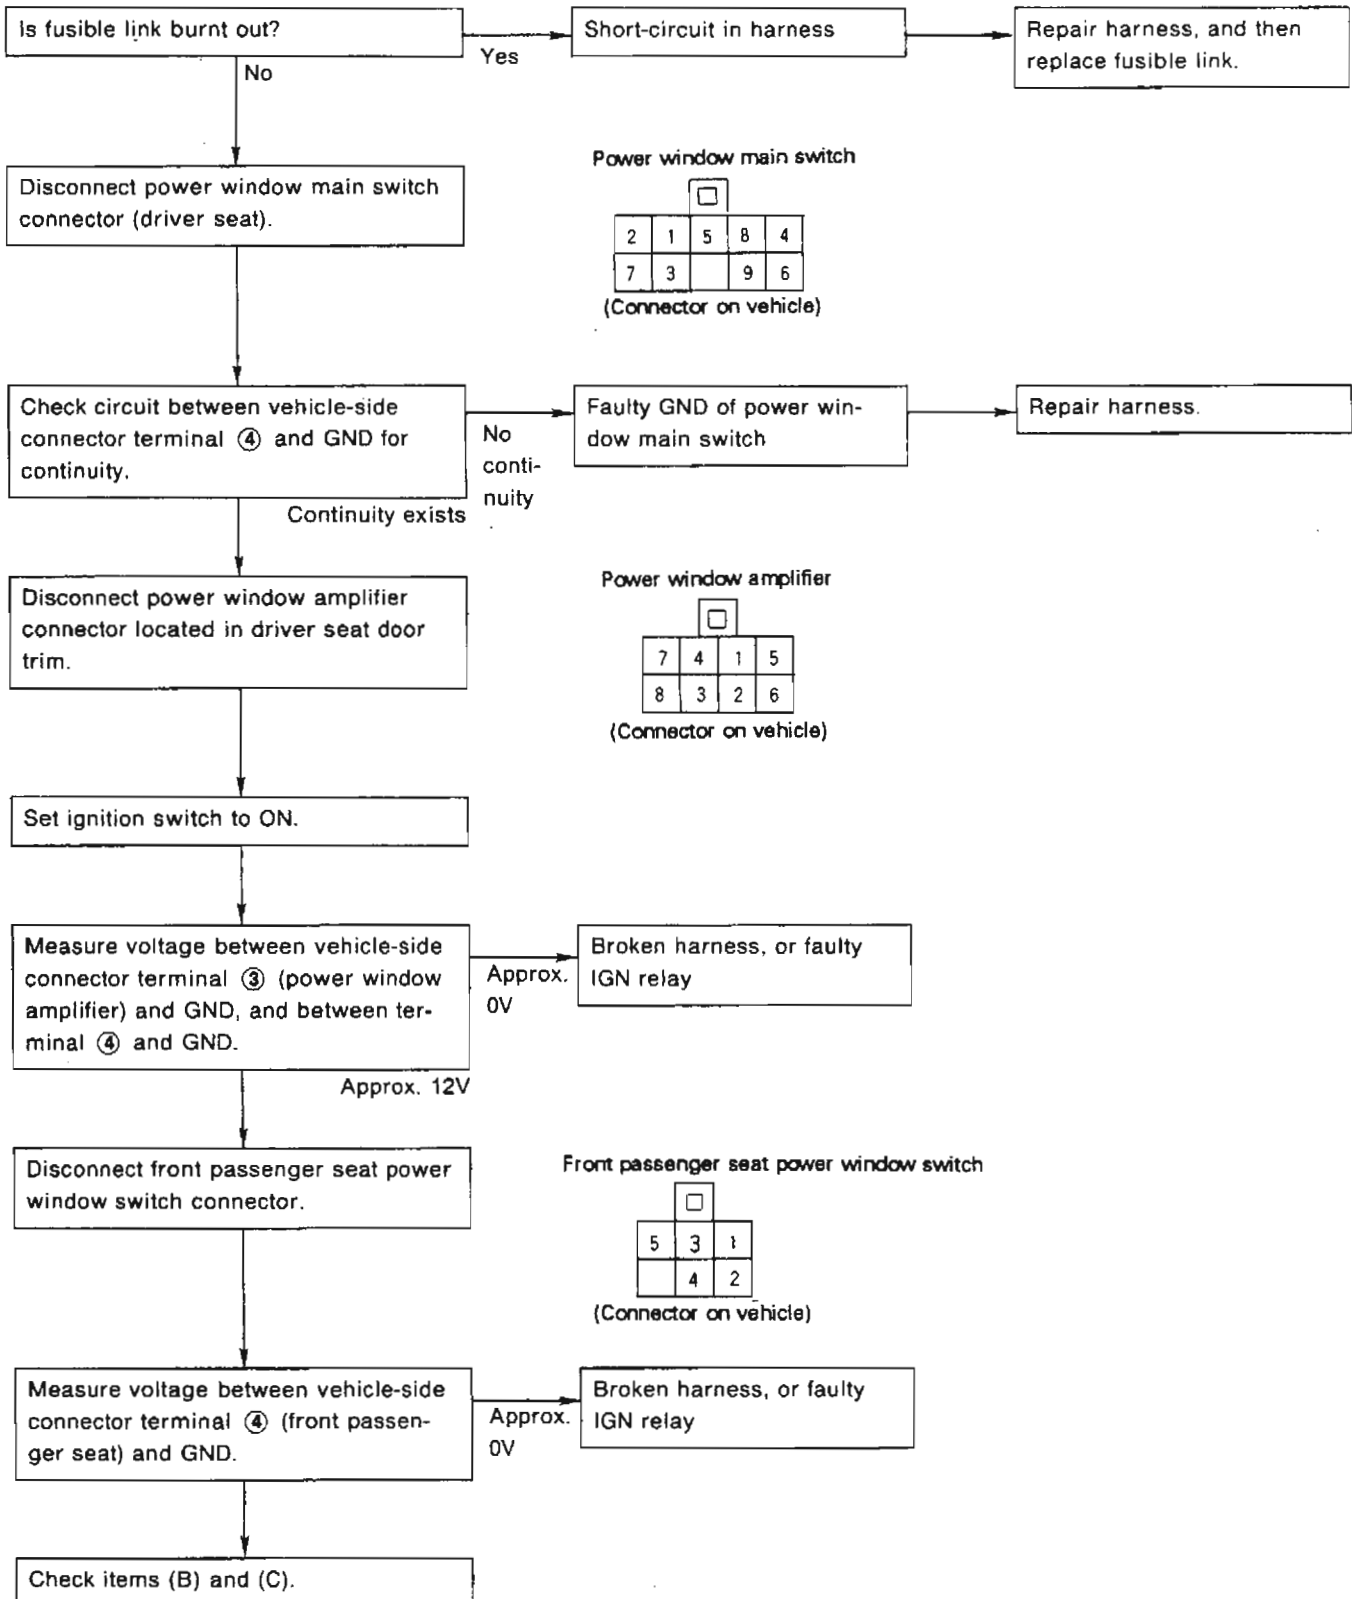 Is fusible link burnt out?
Yes
Short-circuit in harness
Repair harness, and then
replace fusible link.
No
Disconnect power window main switch
connector (driver seat).
Power window main switch
2 1 5 8 4
7 3 9 6
(Connector on vehicle)
Check circuit between vehicle-side
connector terminal ④ and GND for
continuity.
No
conti-
nuity
Faulty GND of power win-
dow main switch
Repair harness.
Continuity exists
Disconnect power window amplifier
connector located in driver seat door
trim.
Power window amplifier
7 4 1 5
8 3 2 6
(Connector on vehicle)
Set ignition switch to ON.
Measure voltage between vehicle-side
connector terminal ③ (power window
amplifier) and GND, and between ter-
minal ④ and GND.
Approx.
0V
Broken harness, or faulty
IGN relay
Approx. 12V
Disconnect front passenger seat power
window switch connector.
Front passenger seat power window switch
5 3 1
4 2
(Connector on vehicle)
Measure voltage between vehicle-side
connector terminal ④ (front passen-
ger seat) and GND.
Approx.
0V
Broken harness, or faulty
IGN relay
Check items (B) and (C).